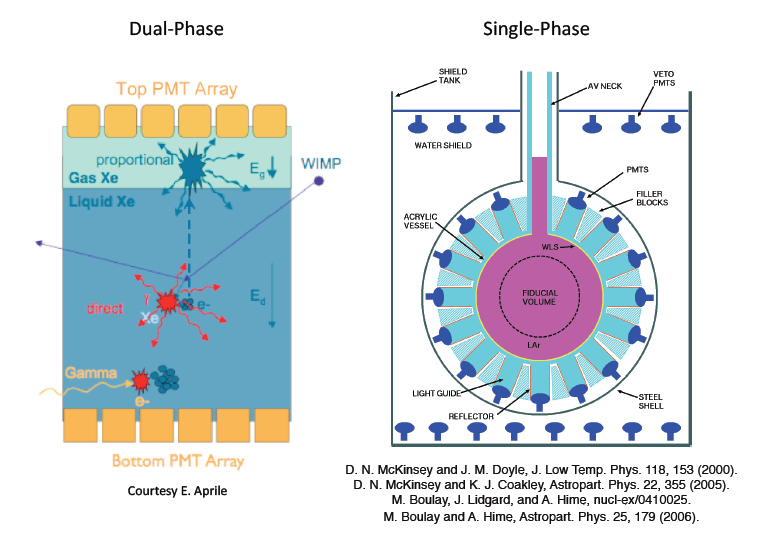 Dual-Phase
Single-Phase
Top PMT Array
proportional
Gas Xe
Eg
WIMP
Liquid Xe
direct
γ
Xe
e-
Ed
Gamma
e-
Bottom PMT Array
Courtesy E. Aprile
SHIELD
TANK
AV NECK
VETO
PMTS
WATER SHIELD
PMTS
FILLER
BLOCKS
ACRYLIC
VESSEL
WLS
FIDUCIAL
VOLUME
LAr
LIGHT GUIDE
REFLECTOR
STEEL
SHELL
D. N. McKinsey and J. M. Doyle, J. Low Temp. Phys. 118, 153 (2000).
D. N. McKinsey and K. J. Coakley, Astropart. Phys. 22, 355 (2005).
M. Boulay, J. Lidgard, and A. Hime, nucl-ex/0410025.
M. Boulay and A. Hime, Astropart. Phys. 25, 179 (2006).